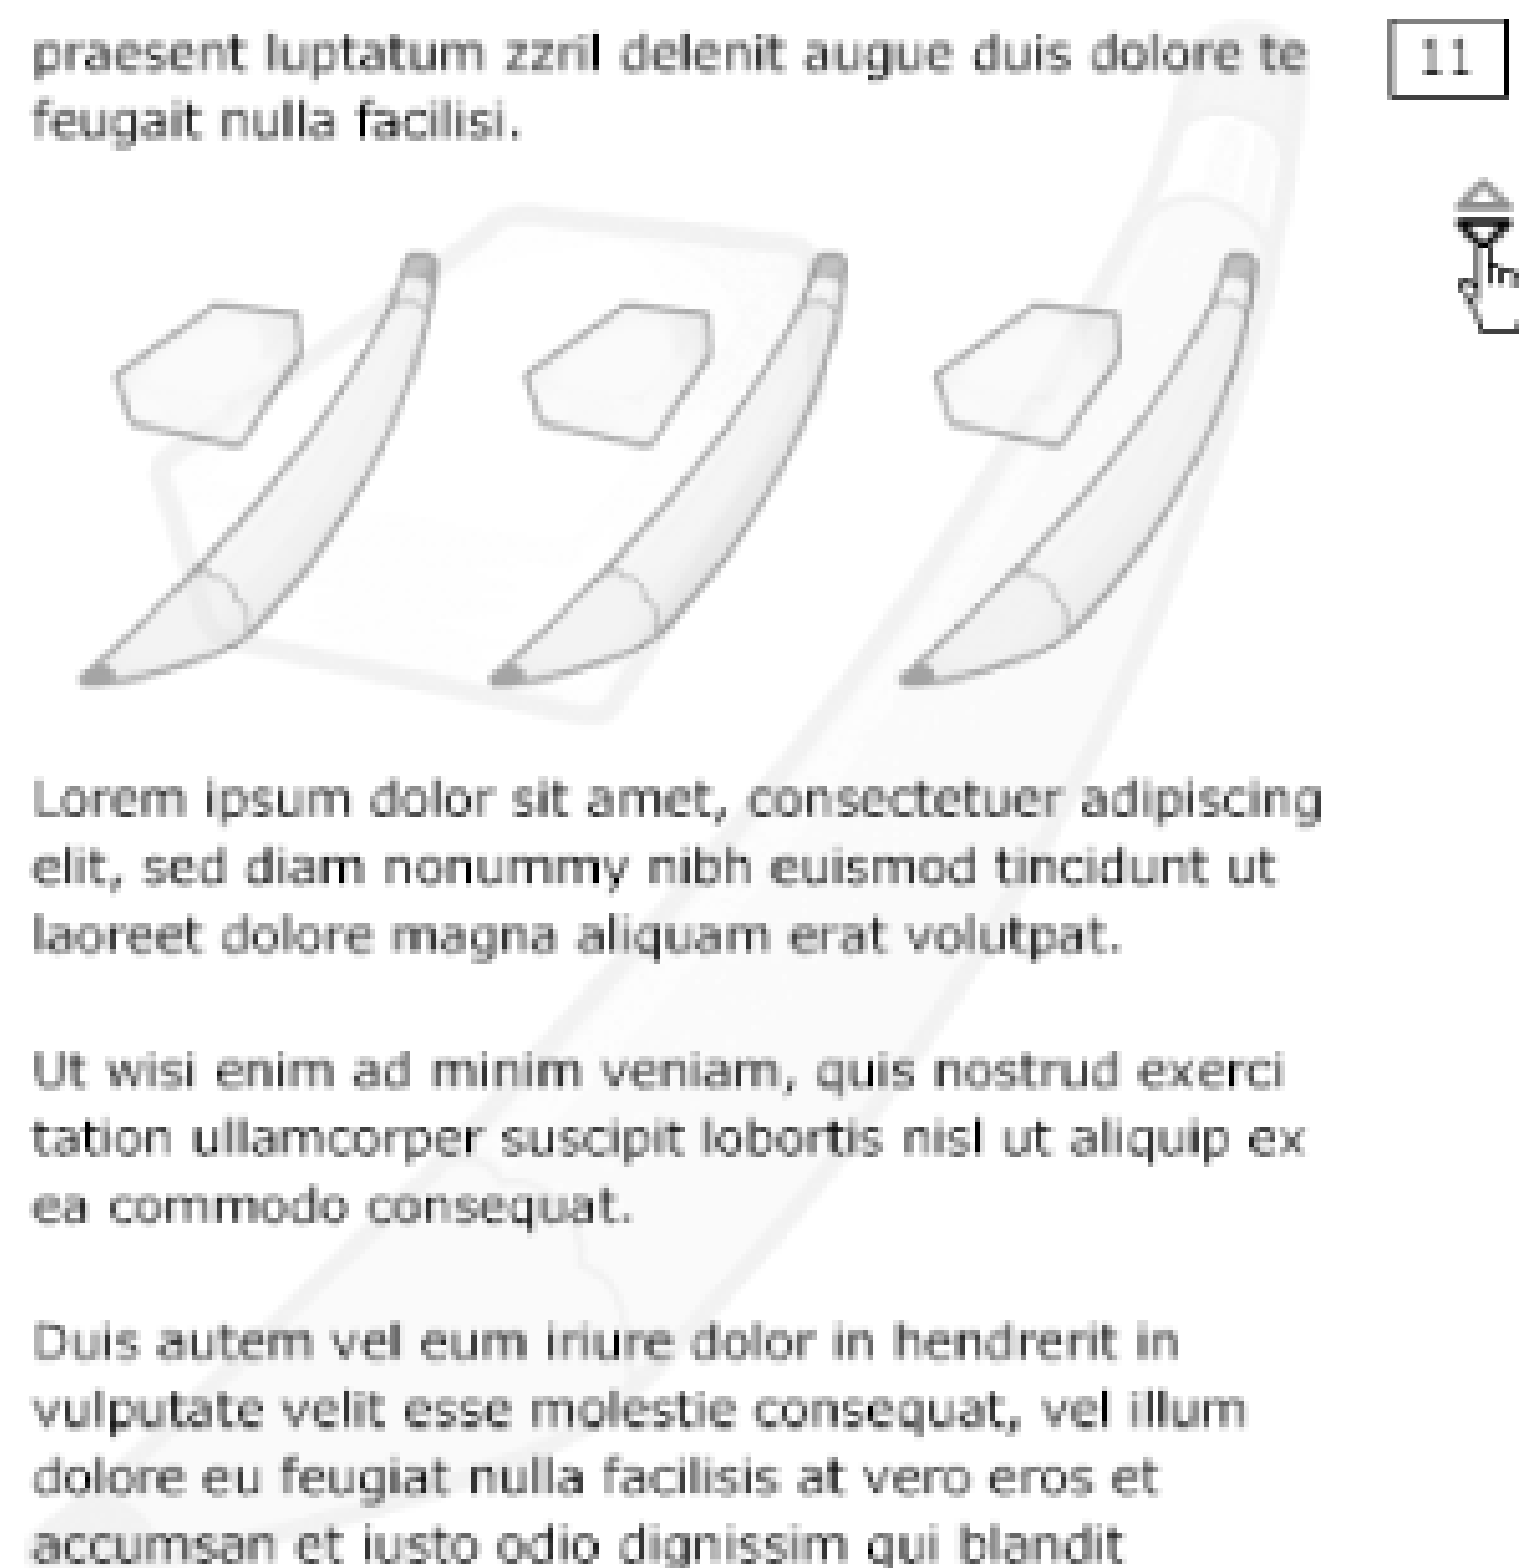 praesent luptatum zzril delenit augue duis dolore te
feugait nulla facilisi.
11
Lorem ipsum dolor sit amet, consectetuer adipiscing
elit, sed diam nonummy nibh euismod tincidunt ut
laoreet dolore magna aliquam erat volutpat.
Ut wisi enim ad minim veniam, quis nostrud exerci
tation ullamcorper suscipit lobortis nisl ut aliquip ex
ea commodo consequat.
Duis autem vel eum iriure dolor in hendrerit in
vulputate velit esse molestie consequat, vel illum
dolore eu feugiat nulla facilisis at vero eros et
accumsan et iusto odio dignissim qui blandit